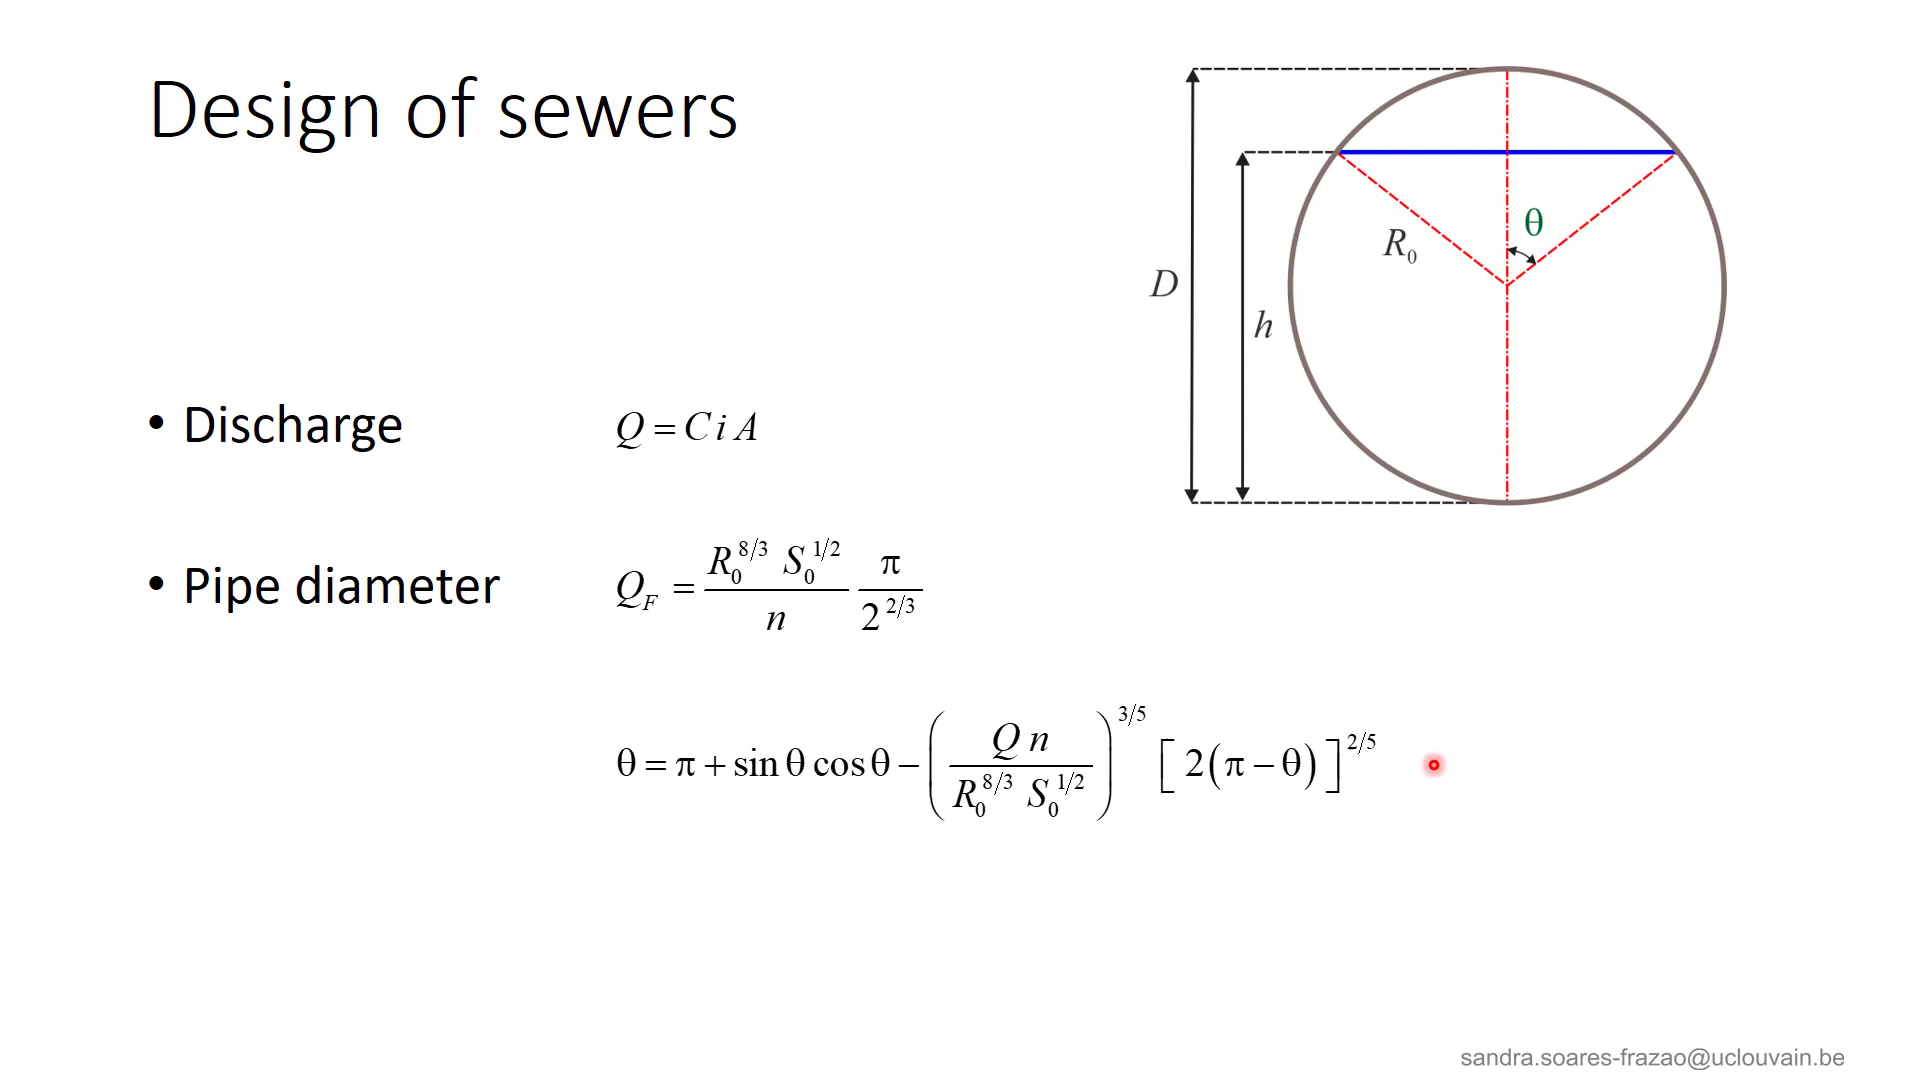 Design of sewers
D
h
R₀
θ
• Discharge Q = C i A
• Pipe diameter Q_F = (R₀^(8/3) S₀^(1/2) / n) (π / 2^(2/3))
θ = π + sin θ cos θ − (Q n / (R₀^(8/3) S₀^(1/2)))^(3/5) [2(π − θ)]^(2/5)
sandra.soares-frazao@uclouvain.be